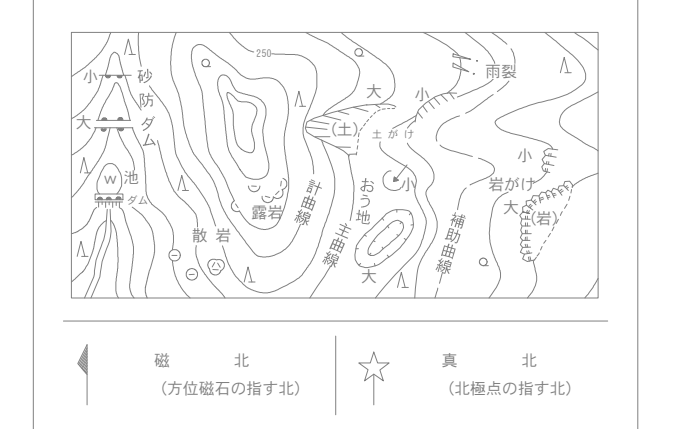 250
小 砂防ダム
大
雨裂
大
小
(土)
土がけ
小
池
W
ダム
計曲線
おう地
小
岩がけ
大
(岩)
露岩
散岩
主曲線
補助曲線
大
磁北
(方位磁石の指す北)
真北
(北極点の指す北)